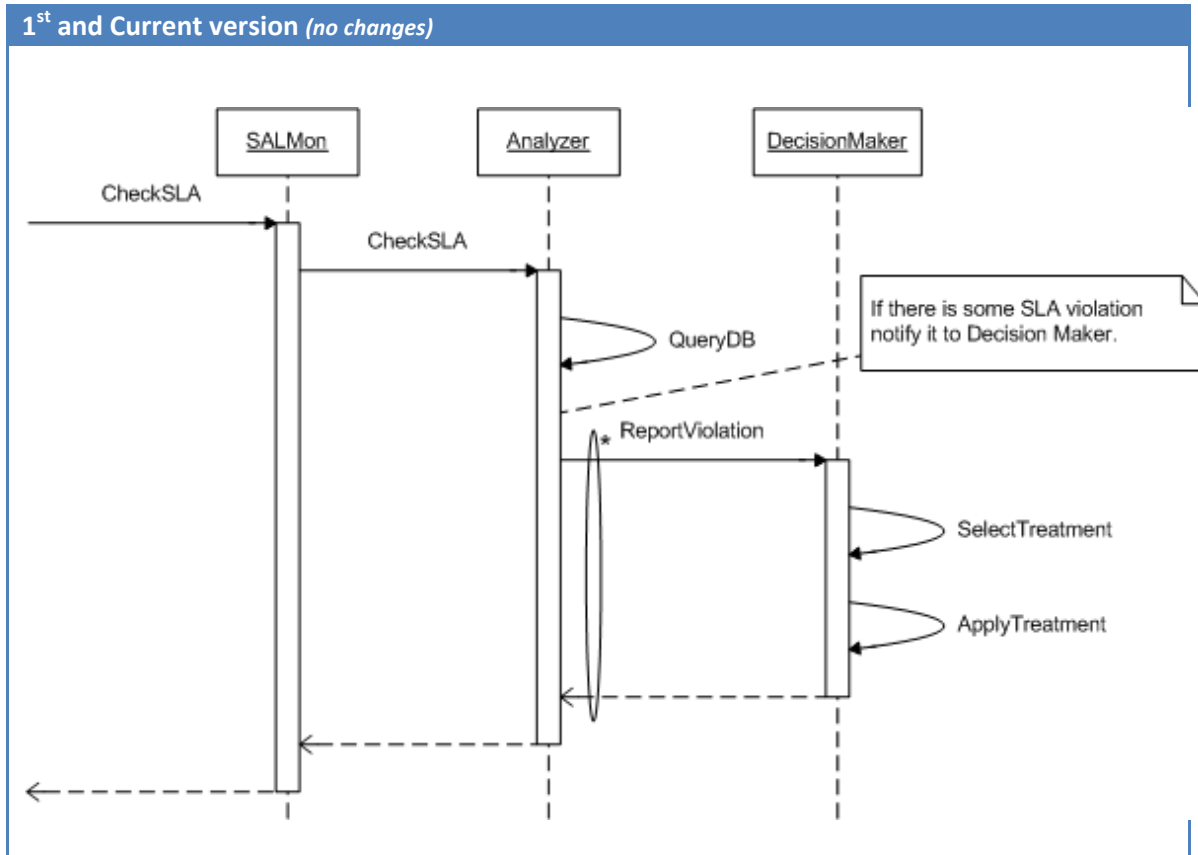 1st and Current version (no changes)
SALMon
Analyzer
DecisionMaker
CheckSLA
CheckSLA
If there is some SLA violation
notify it to Decision Maker.
QueryDB
* ReportViolation
SelectTreatment
ApplyTreatment